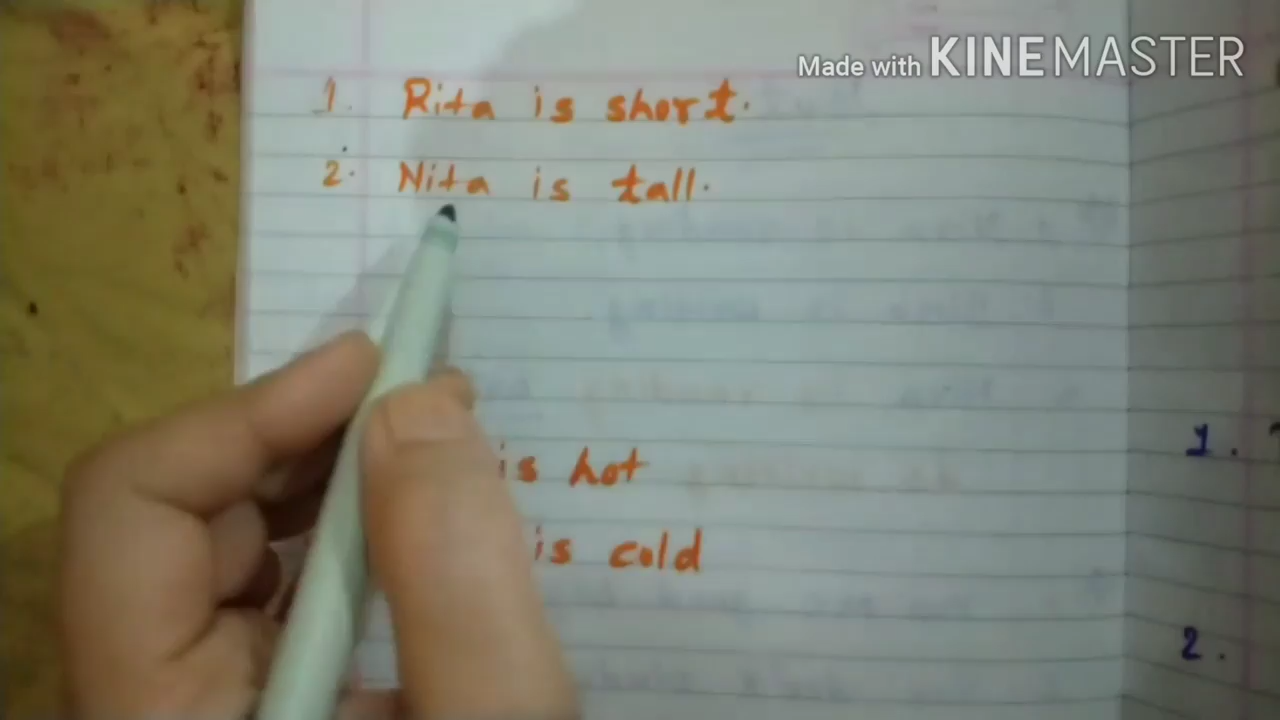 Made with KINEMASTER
1. Rita is short.
2. Nita is tall.
is hot
is cold
1.
2.